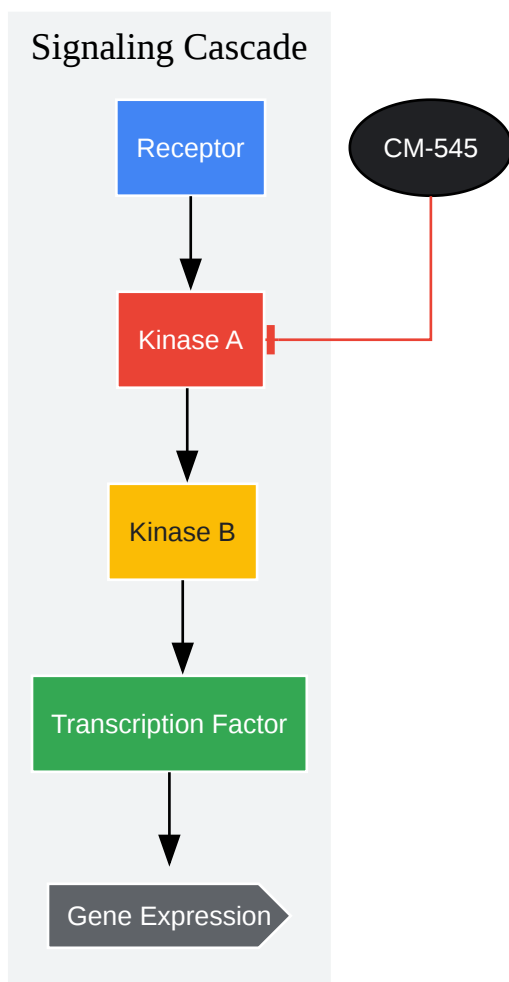 Signaling Cascade
Receptor
CM-545
Kinase A
Kinase B
Transcription Factor
Gene Expression